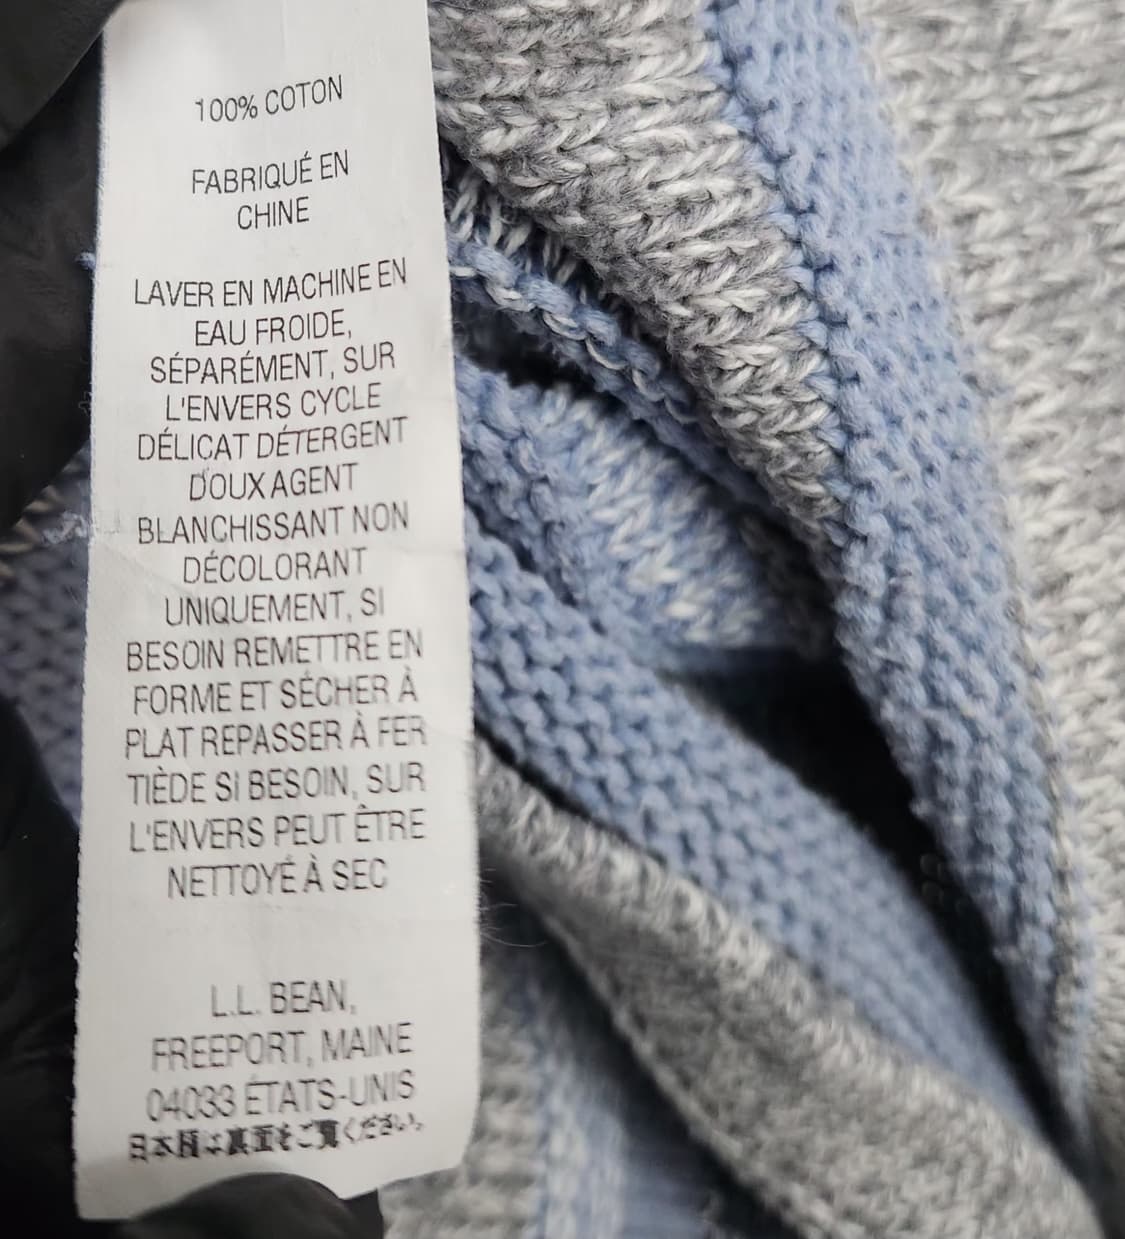 100% COTON
FABRIQUÉ EN
CHINE
LAVER EN MACHINE EN
EAU FROIDE,
SÉPARÉMENT, SUR
L'ENVERS CYCLE
DÉLICAT DÉTERGENT
DOUX AGENT
BLANCHISSANT NON
DÉCOLORANT
UNIQUEMENT, SI
BESOIN REMETTRE EN
FORME ET SÉCHER À
PLAT REPASSER À FER
TIÈDE SI BESOIN, SUR
L'ENVERS PEUT ÊTRE
NETTOYÉ À SEC
L.L. BEAN,
FREEPORT, MAINE
04033 ÉTATS-UNIS
日本語は裏面をご覧ください。